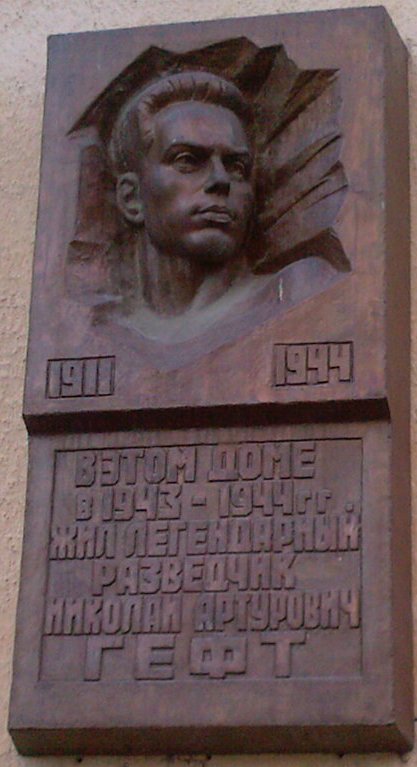 1911 1944
В ЭТОМ ДОМЕ
в 1943 - 1944 гг.
ЖИЛ ЛЕГЕНДАРНЫЙ
РАЗВЕДЧИК
НИКОЛАЙ АРТУРОВИЧ
ГЕФТ